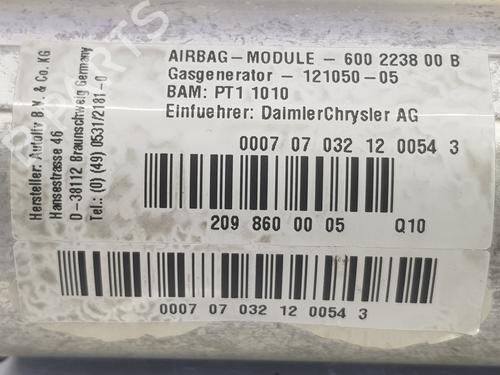 Hersteller: Autoliv B.V. & Co. KG
Hansestrasse 46
D-38112 Braunschweig Germany
Tel.: (0) (49) 0531/2181-0
AIRBAG-MODULE - 600 2238 00 B
Gasgenerator - 121050-05
BAM: PT1 1010
Einfuehrer: DaimlerChrysler AG
0007 07 032 12 0054 3
209 860 00 05 Q10
0007 07 032 12 0054 3